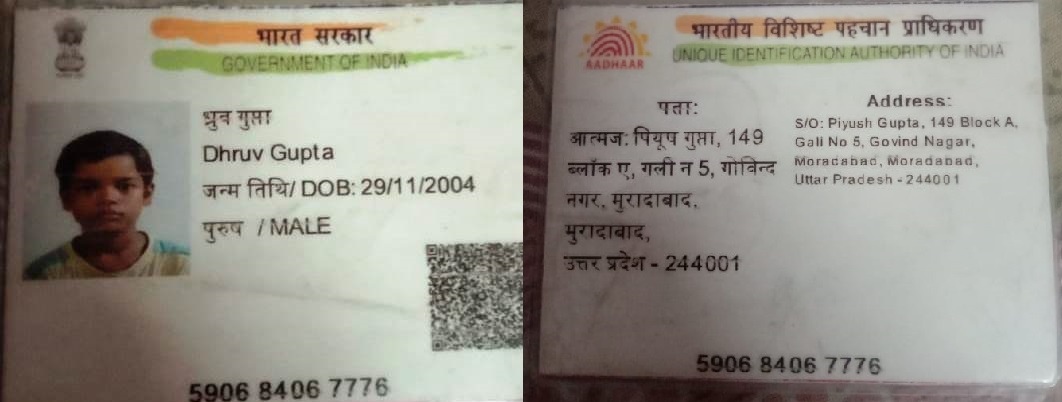 भारत सरकार
GOVERNMENT OF INDIA
ध्रुव गुप्ता
Dhruv Gupta
जन्म तिथि/ DOB: 29/11/2004
पुरुष / MALE
5906 8406 7776
भारतीय विशिष्ट पहचान प्राधिकरण
UNIQUE IDENTIFICATION AUTHORITY OF INDIA
AADHAAR
पता:
आत्मज: पियूष गुप्ता, 149
ब्लॉक ए, गली न 5, गोविन्द
नगर, मुरादाबाद,
मुरादाबाद,
उत्तर प्रदेश - 244001
Address:
S/O: Piyush Gupta, 149 Block A,
Gali No 5, Govind Nagar,
Moradabad, Moradabad,
Uttar Pradesh - 244001
5906 8406 7776